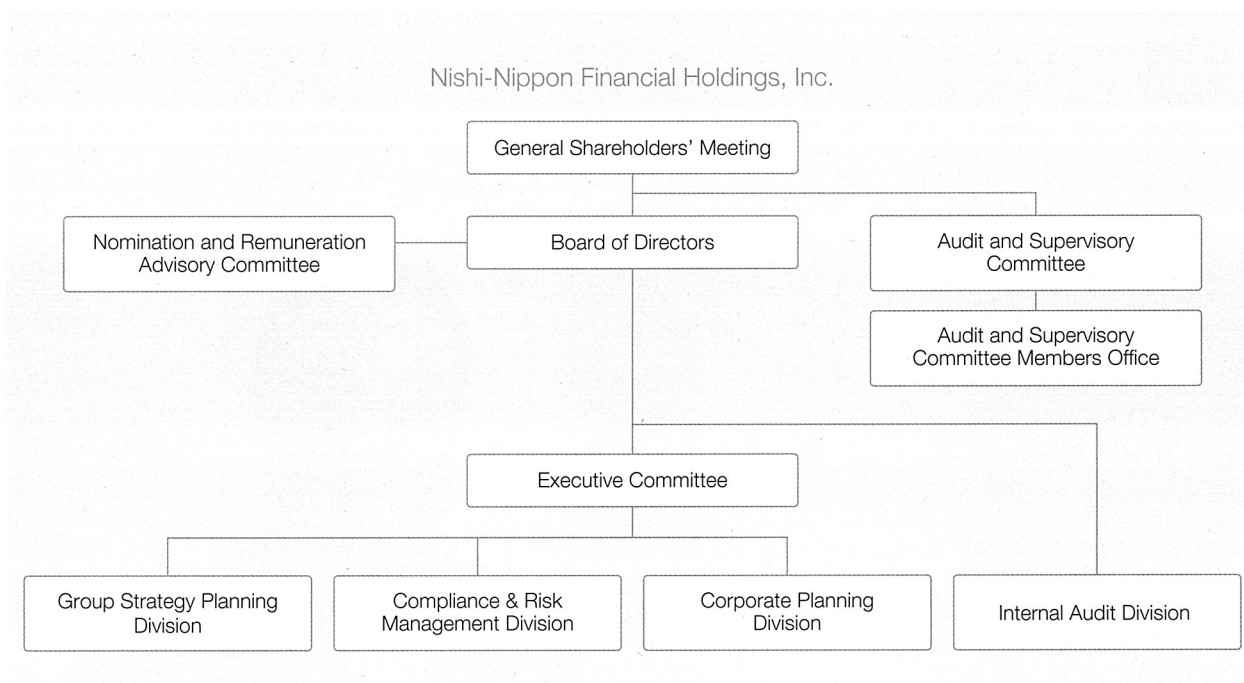 Nishi-Nippon Financial Holdings, Inc.
General Shareholders' Meeting
Nomination and Remuneration
Advisory Committee
Board of Directors
Audit and Supervisory
Committee
Audit and Supervisory
Committee Members Office
Executive Committee
Group Strategy Planning
Division
Compliance & Risk
Management Division
Corporate Planning
Division
Internal Audit Division